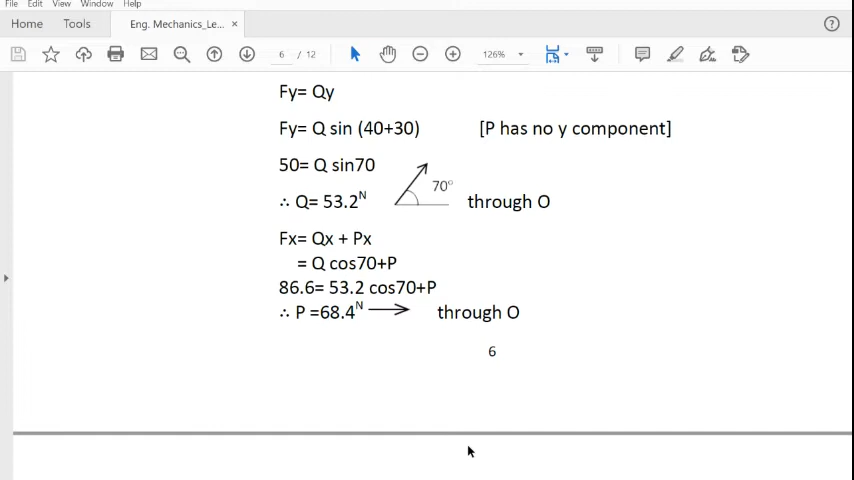 File Edit View Window Help
Home Tools Eng. Mechanics_Le... ×
6 / 12 126%
Fy= Qy
Fy= Q sin (40+30) [P has no y component]
50= Q sin70
70°
∴ Q= 53.2N through O
Fx= Qx + Px
= Q cos70+P
86.6= 53.2 cos70+P
∴ P =68.4N through O
6